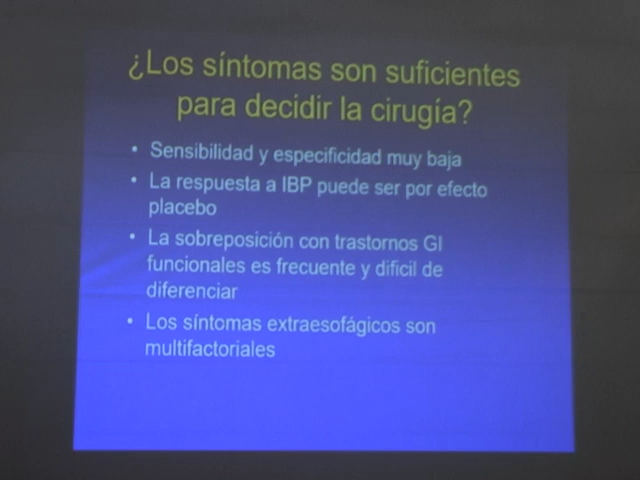 ¿Los síntomas son suficientes
para decidir la cirugía?
• Sensibilidad y especificidad muy baja
• La respuesta a IBP puede ser por efecto
placebo
• La sobreposición con trastornos GI
funcionales es frecuente y dificil de
diferenciar
• Los síntomas extraesofágicos son
multifactoriales